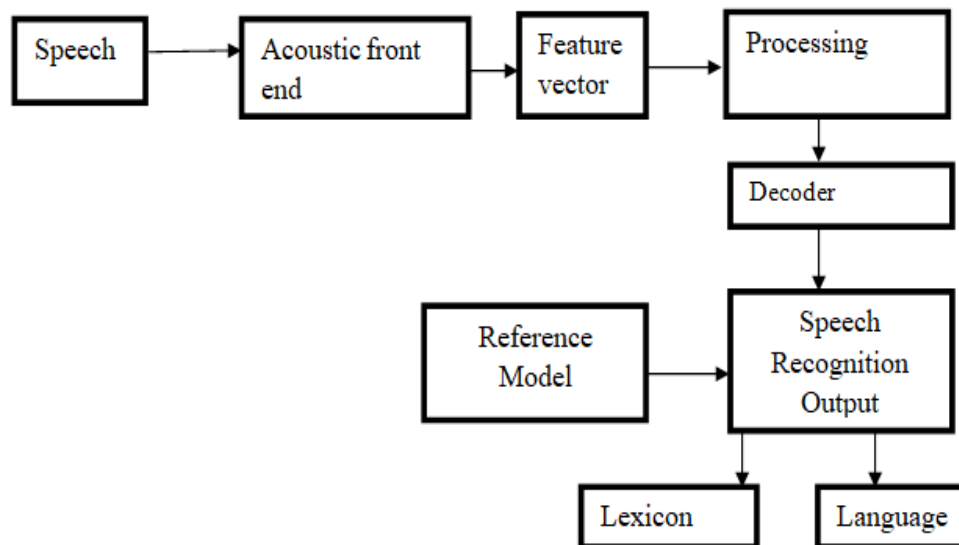 Speech
Acoustic front
end
Feature
vector
Processing
Decoder
Reference
Model
Speech
Recognition
Output
Lexicon
Language